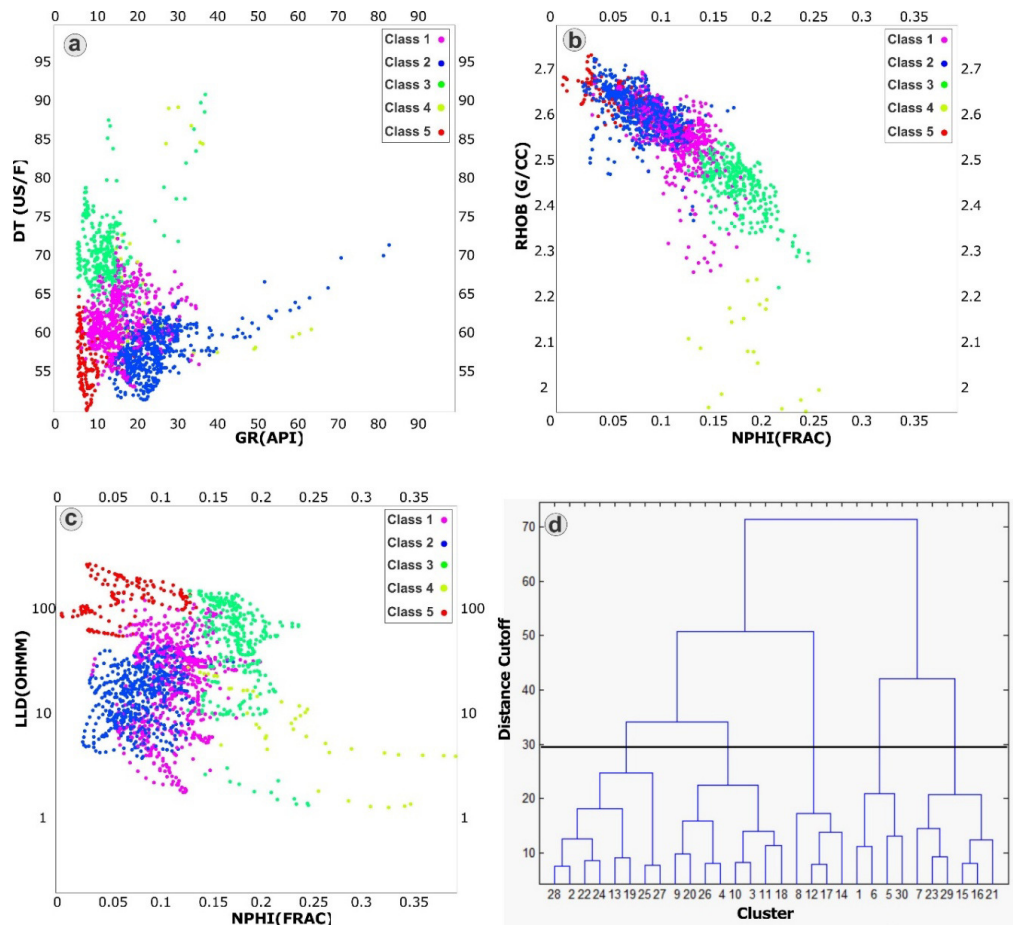 0 10 20 30 40 50 60 70 80 90
a
Class 1
Class 2
Class 3
Class 4
Class 5
95 95
90 90
85 85
80 80
75 75
70 70
65 65
60 60
55 55
DT (US/F)
0 10 20 30 40 50 60 70 80 90
GR(API)
0 0.05 0.1 0.15 0.2 0.25 0.35
b
Class 1
Class 2
Class 3
Class 4
Class 5
2.7 2.7
2.6 2.6
2.5 2.5
2.4 2.4
2.3 2.3
2.2 2.2
2.1 2.1
2 2
RHOB (G/CC)
0 0.05 0.1 0.15 0.2 0.25 0.35
NPHI(FRAC)
0 0.05 0.1 0.15 0.2 0.25 0.35
c
Class 1
Class 2
Class 3
Class 4
Class 5
100 100
10 10
1 1
LLD(OHMM)
0 0.05 0.1 0.15 0.2 0.25 0.35
NPHI(FRAC)
d
70
60
50
40
30
20
10
Distance Cutoff
28 2 22 24 13 19 25 27 9 20 26 4 10 3 11 18 8 12 17 14 1 6 5 30 7 23 29 15 16 21
Cluster